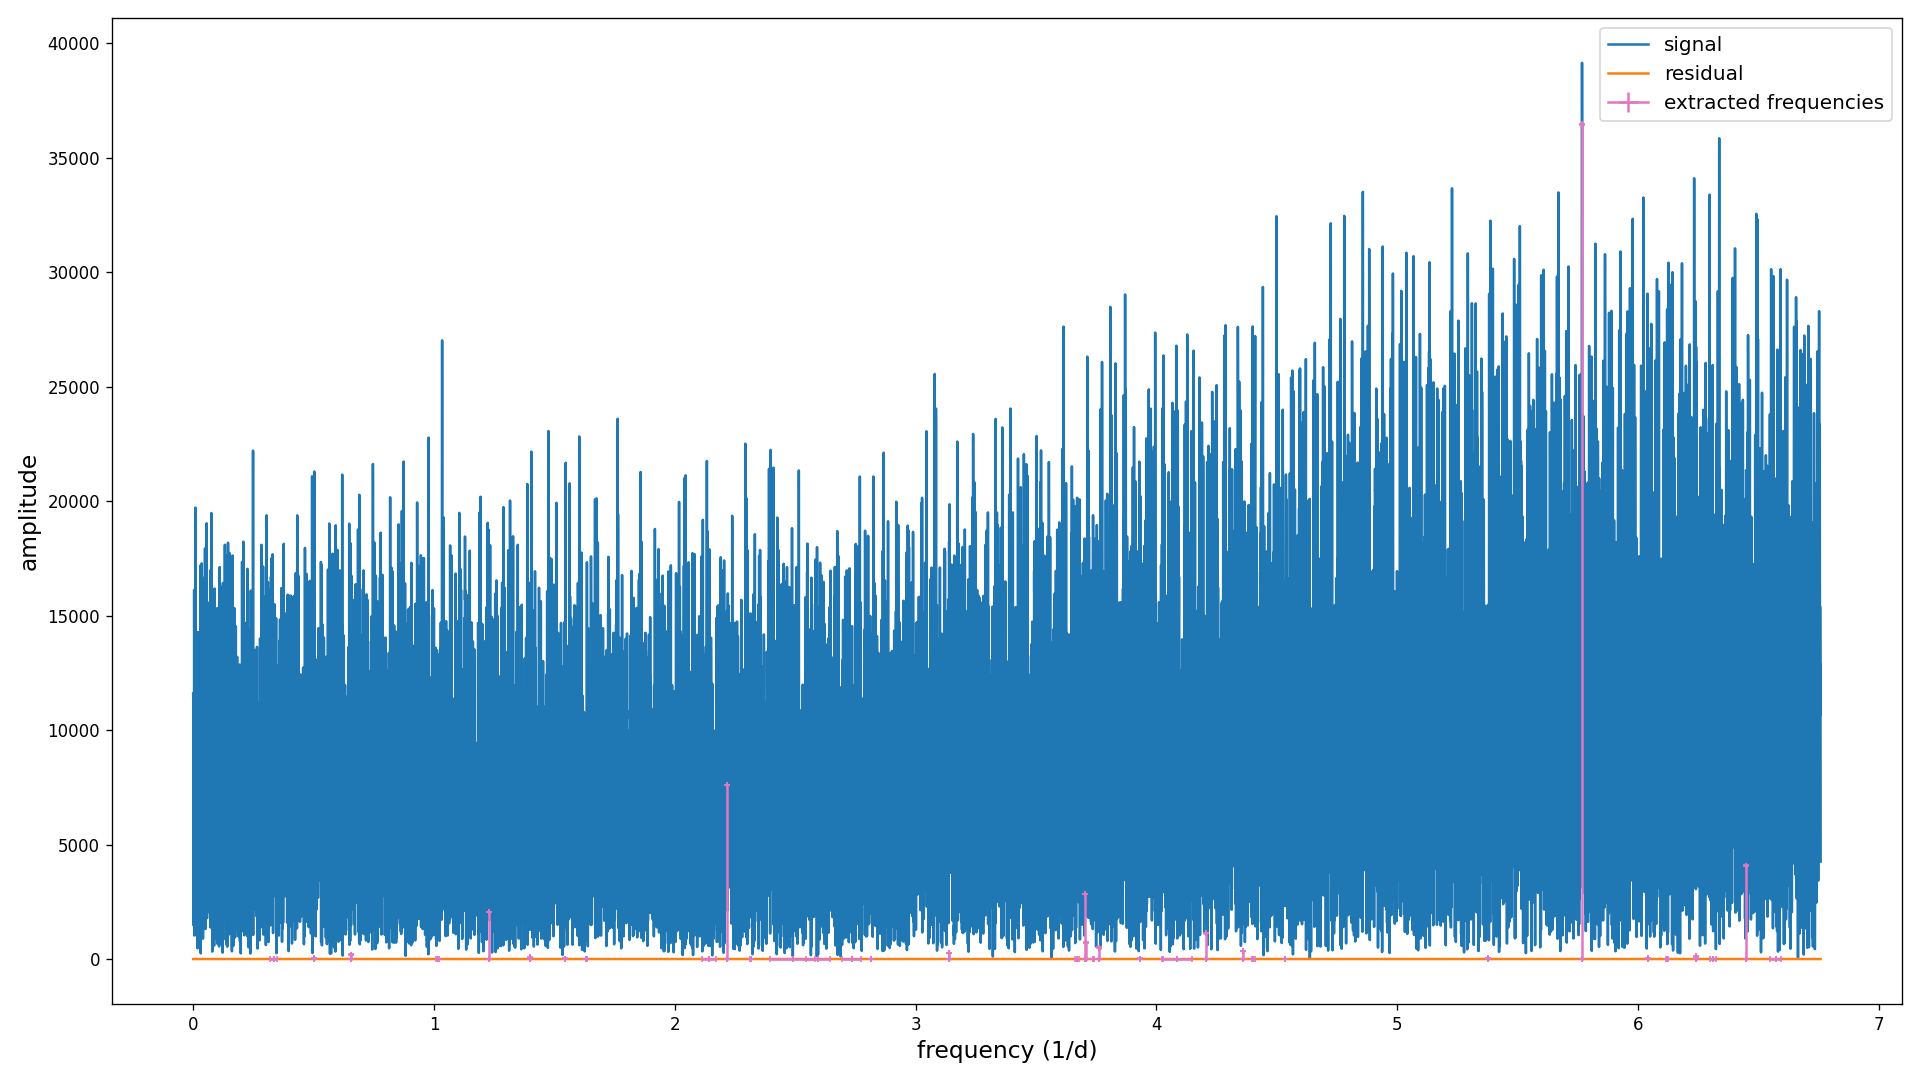 40000
35000
30000
25000
20000
15000
10000
5000
0
amplitude
signal
residual
extracted frequencies
0 1 2 3 4 5 6 7
frequency (1/d)